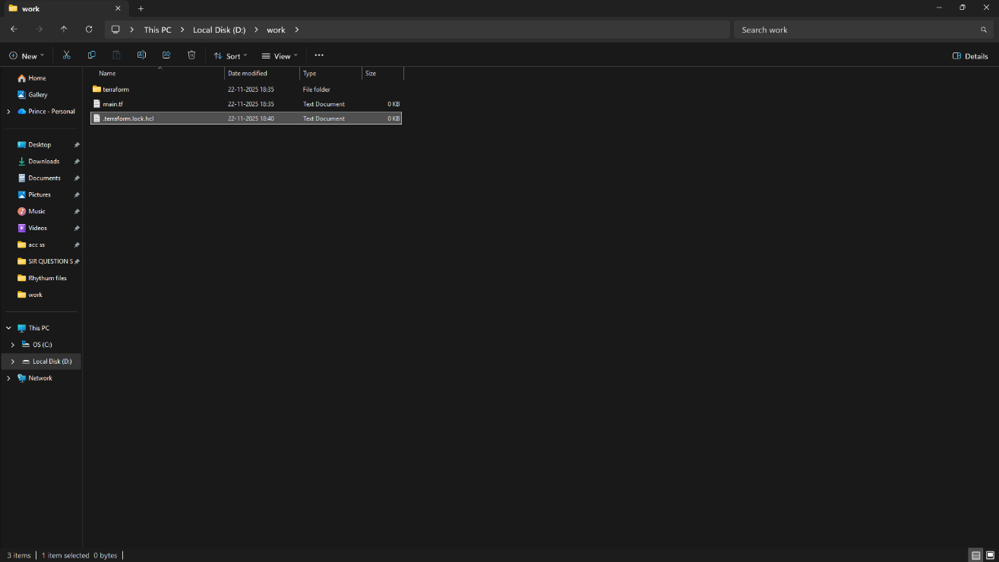 work
This PC
Local Disk (D:)
work
Search work
New
Sort
View
Details
Name
Date modified
Type
Size
terraform
22-11-2025 18:35
File folder
main.tf
22-11-2025 18:35
Text Document
0 KB
.terraform.lock.hcl
22-11-2025 18:40
Text Document
0 KB
Home
Gallery
Prince - Personal
Desktop
Downloads
Documents
Pictures
Music
Videos
acc ss
SIR QUESTION S
Rhythum files
work
This PC
OS (C:)
Local Disk (D:)
Network
3 items
1 item selected 0 bytes